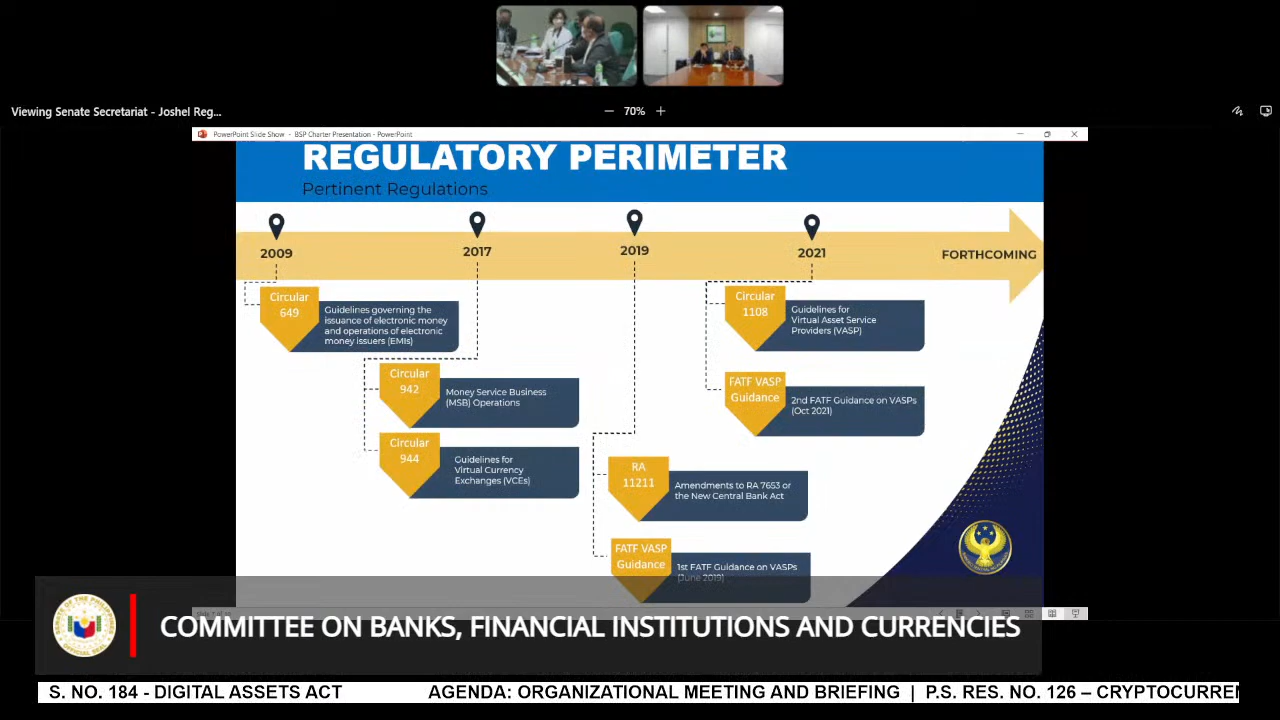 Viewing Senate Secretariat - Joshel Reg...
70%
PowerPoint Slide Show - BSP Charter Presentation - PowerPoint
REGULATORY PERIMETER
Pertinent Regulations
2009
2017
2019
2021
FORTHCOMING
Circular
649
Guidelines governing the
issuance of electronic money
and operations of electronic
money issuers (EMIs)
Circular
942
Money Service Business
(MSB) Operations
Circular
944
Guidelines for
Virtual Currency
Exchanges (VCEs)
RA
11211
Amendments to RA 7653 or
the New Central Bank Act
FATF VASP
Guidance
1st FATF Guidance on VASPs
(June 2019)
Circular
1108
Guidelines for
Virtual Asset Service
Providers (VASP)
FATF VASP
Guidance
2nd FATF Guidance on VASPs
(Oct 2021)
COMMITTEE ON BANKS, FINANCIAL INSTITUTIONS AND CURRENCIES
S. NO. 184 - DIGITAL ASSETS ACT AGENDA: ORGANIZATIONAL MEETING AND BRIEFING | P.S. RES. NO. 126 – CRYPTOCURREN